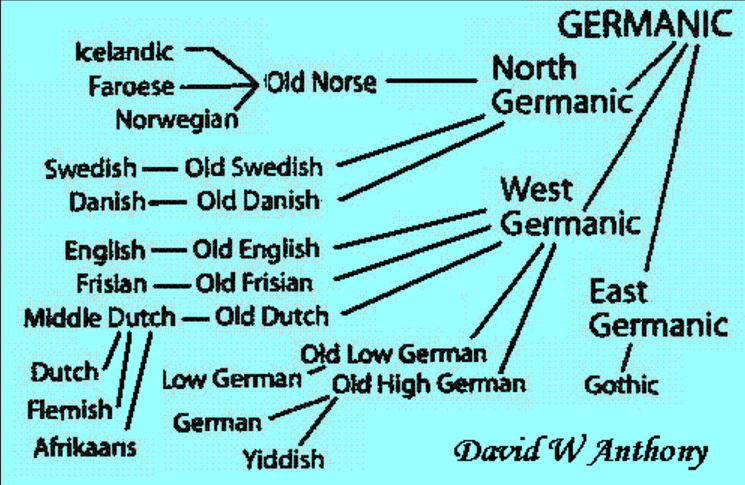 GERMANIC
Icelandic
Faroese
Norwegian
Old Norse
North
Germanic
Swedish
Old Swedish
Danish
Old Danish
West
Germanic
English
Old English
Frisian
Old Frisian
Middle Dutch
Old Dutch
East
Germanic
Old Low German
Low German
Old High German
Gothic
Dutch
Flemish
Afrikaans
German
Yiddish
David W Anthony